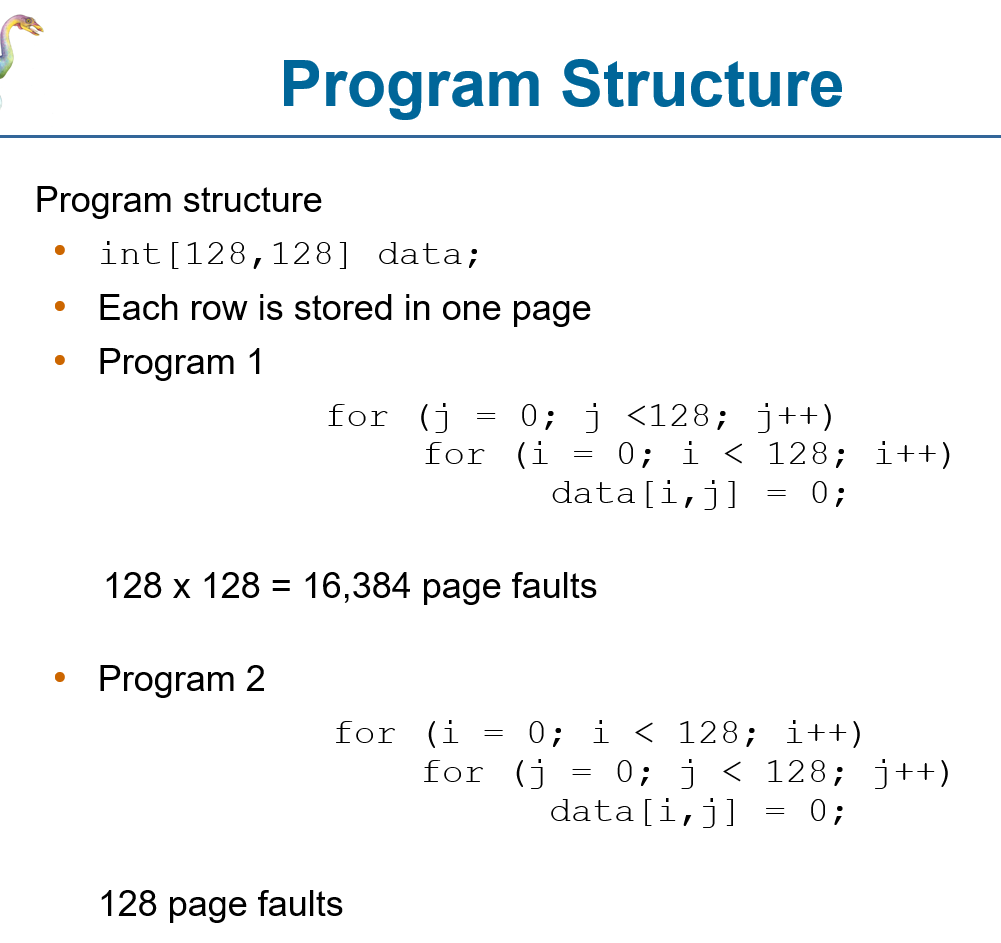 Program Structure
Program structure
• int[128,128] data;
• Each row is stored in one page
• Program 1
for (j = 0; j <128; j++)
for (i = 0; i < 128; i++)
data[i,j] = 0;
128 x 128 = 16,384 page faults
• Program 2
for (i = 0; i < 128; i++)
for (j = 0; j < 128; j++)
data[i,j] = 0;
128 page faults